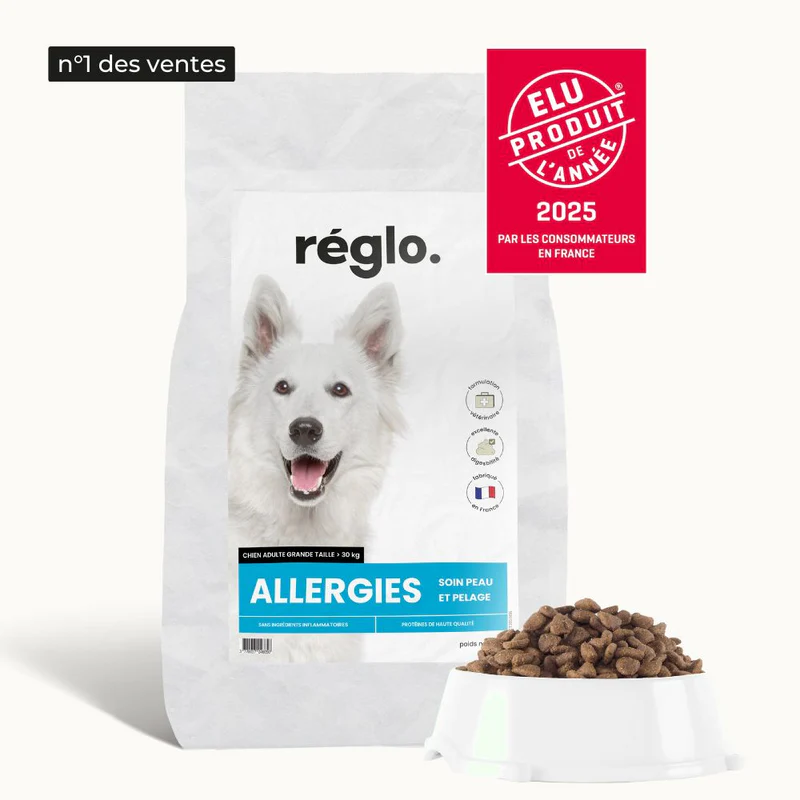 n°1 des ventes
ELU
PRODUIT
DE
L'ANNÉE
®
2025
PAR LES CONSOMMATEURS
EN FRANCE
réglo.
formulation
vétérinaire
excellente
digestibilité
fabriqué
en France
CHIEN ADULTE GRANDE TAILLE > 30 kg
ALLERGIES
SOIN PEAU
ET PELAGE
SANS INGRÉDIENTS INFLAMMATOIRES
PROTÉINES DE HAUTE QUALITÉ
poids